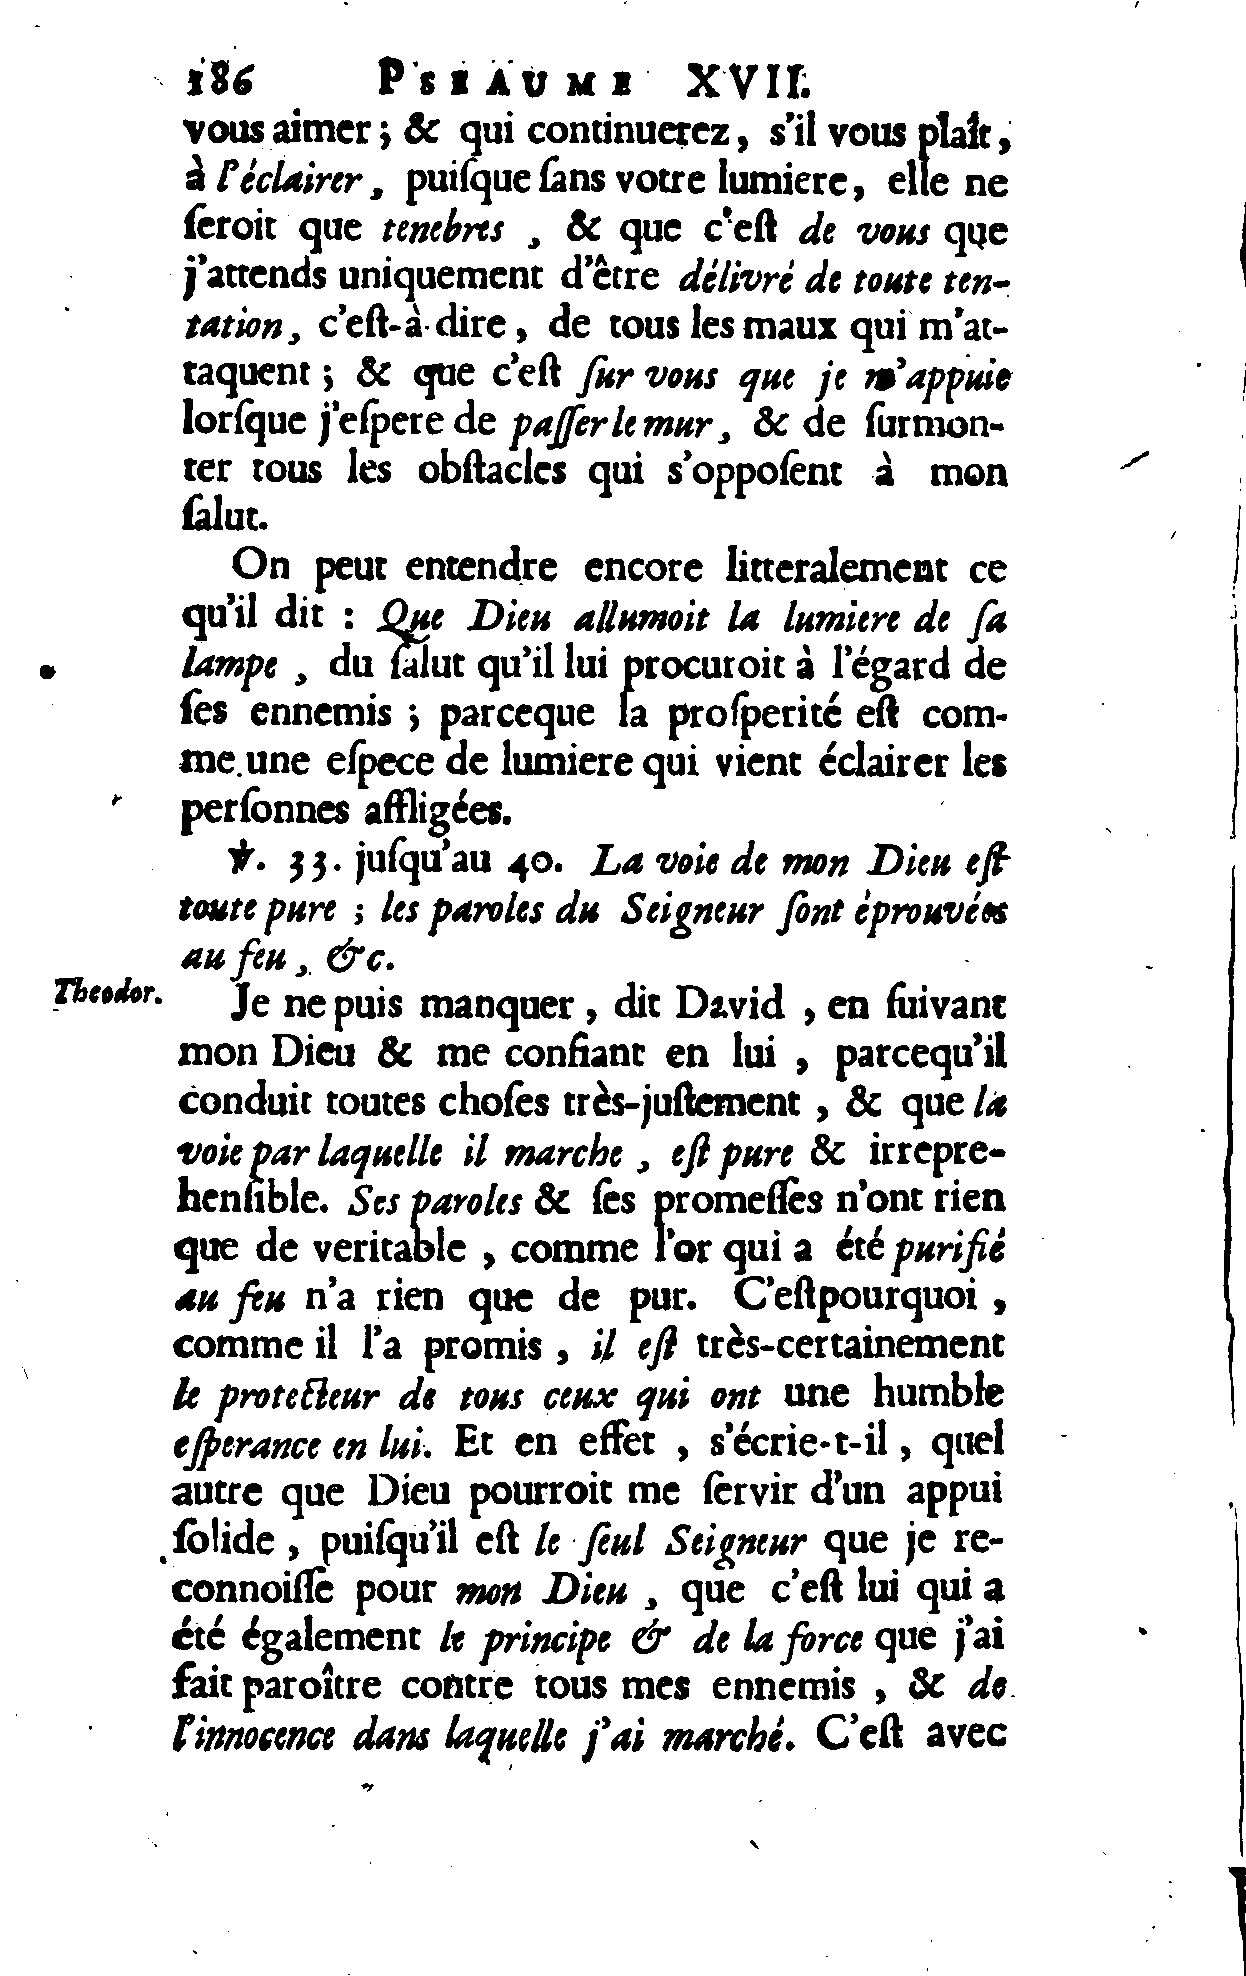 186 PSEAUME XVII.
vous aimer ; & qui continuerez, s'il vous plaît,
à l'éclairer, puiſque ſans votre lumiere, elle ne
ſeroit que tenebres, & que c'eſt de vous que
j'attends uniquement d'être délivré de toute ten-
tation, c'eſt-à-dire, de tous les maux qui m'at-
taquent ; & que c'eſt ſur vous que je m'appuie
lorſque j'eſpere de paſſer le mur, & de ſurmon-
ter tous les obſtacles qui s'oppoſent à mon
ſalut.
On peut entendre encore litteralement ce
qu'il dit : Que Dieu allumoit la lumiere de ſa
lampe, du ſalut qu'il lui procuroit à l'égard de
ſes ennemis ; parceque la proſperité eſt com-
me une eſpece de lumiere qui vient éclairer les
perſonnes affligées.
℣. 33. juſqu'au 40. La voie de mon Dieu eſt
toute pure ; les paroles du Seigneur ſont éprouvées
au feu, &c.
Theodor. Je ne puis manquer, dit David, en ſuivant
mon Dieu & me confiant en lui, parcequ'il
conduit toutes choſes très-juſtement, & que la
voie par laquelle il marche, eſt pure & irrepre-
henſible. Ses paroles & ſes promeſſes n'ont rien
que de veritable, comme l'or qui a été purifié
au feu n'a rien que de pur. C'eſtpourquoi,
comme il l'a promis, il eſt très-certainement
le protecteur de tous ceux qui ont une humble
eſperance en lui. Et en effet, s'écrie-t-il, quel
autre que Dieu pourroit me ſervir d'un appui
ſolide, puiſqu'il eſt le ſeul Seigneur que je re-
connoiſſe pour mon Dieu, que c'eſt lui qui a
été également le principe & de la force que j'ai
fait paroître contre tous mes ennemis, & de
l'innocence dans laquelle j'ai marché. C'eſt avec